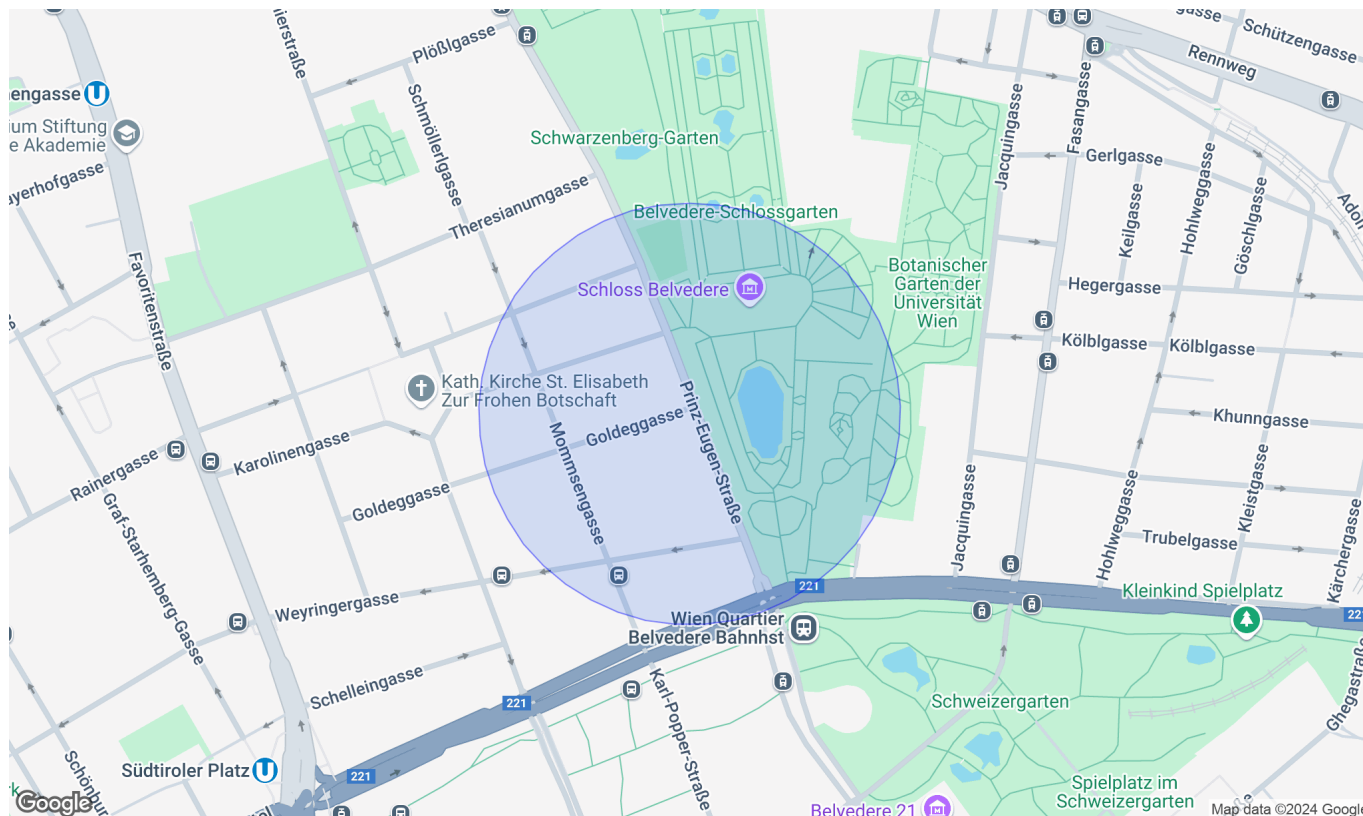 Schützengasse
Rennweg
Plößlgasse
Schmöllerlgasse
Schwarzenberg-Garten
Jacquingasse
Fasangasse
Gerlgasse
Keilgasse
Hohlweggasse
Göschlgasse
Theresianumgasse
Favoritenstraße
Belvedere-Schlossgarten
Schloss Belvedere
Botanischer
Garten der
Universität
Wien
Hegergasse
Kölblgasse
Kölblgasse
Kath. Kirche St. Elisabeth
Zur Frohen Botschaft
Prinz-Eugen-Straße
Goldeggasse
Mommsengasse
Karolinengasse
Rainergasse
Goldeggasse
Graf-Starhemberg-Gasse
Khunngasse
Kleistgasse
Jacquingasse
Hohlweggasse
Trubelgasse
Kärchergasse
Weyringergasse
221
Kleinkind Spielplatz
221
Wien Quartier
Belvedere Bahnhst
Schelleingasse
221
Karl-Popper-Straße
Schweizergarten
Ghegastraße
Südtiroler Platz
221
Spielplatz im
Schweizergarten
Belvedere 21
Google
Map data ©2024 Google